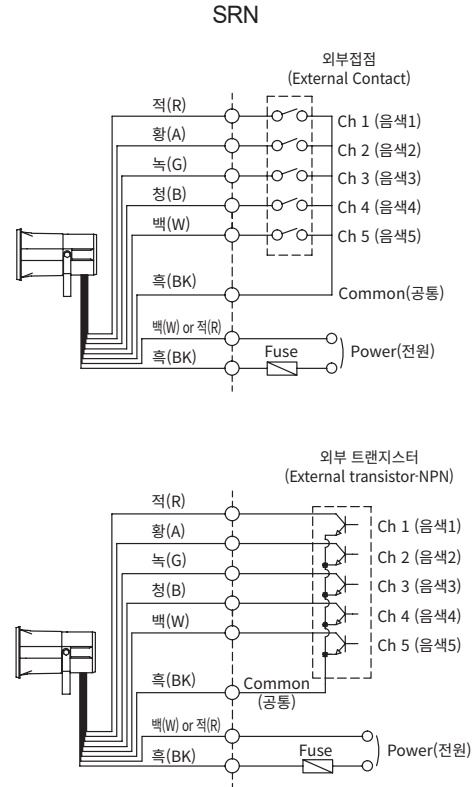 SRN
외부접점
(External Contact)
적(R)
Ch 1 (음색1)
황(A)
Ch 2 (음색2)
녹(G)
Ch 3 (음색3)
청(B)
Ch 4 (음색4)
백(W)
Ch 5 (음색5)
흑(BK)
Common(공통)
백(W) or 적(R)
Fuse
Power(전원)
흑(BK)
외부 트랜지스터
(External transistor-NPN)
적(R)
Ch 1 (음색1)
황(A)
Ch 2 (음색2)
녹(G)
Ch 3 (음색3)
청(B)
Ch 4 (음색4)
백(W)
Ch 5 (음색5)
흑(BK)
Common
(공통)
백(W) or 적(R)
Fuse
Power(전원)
흑(BK)